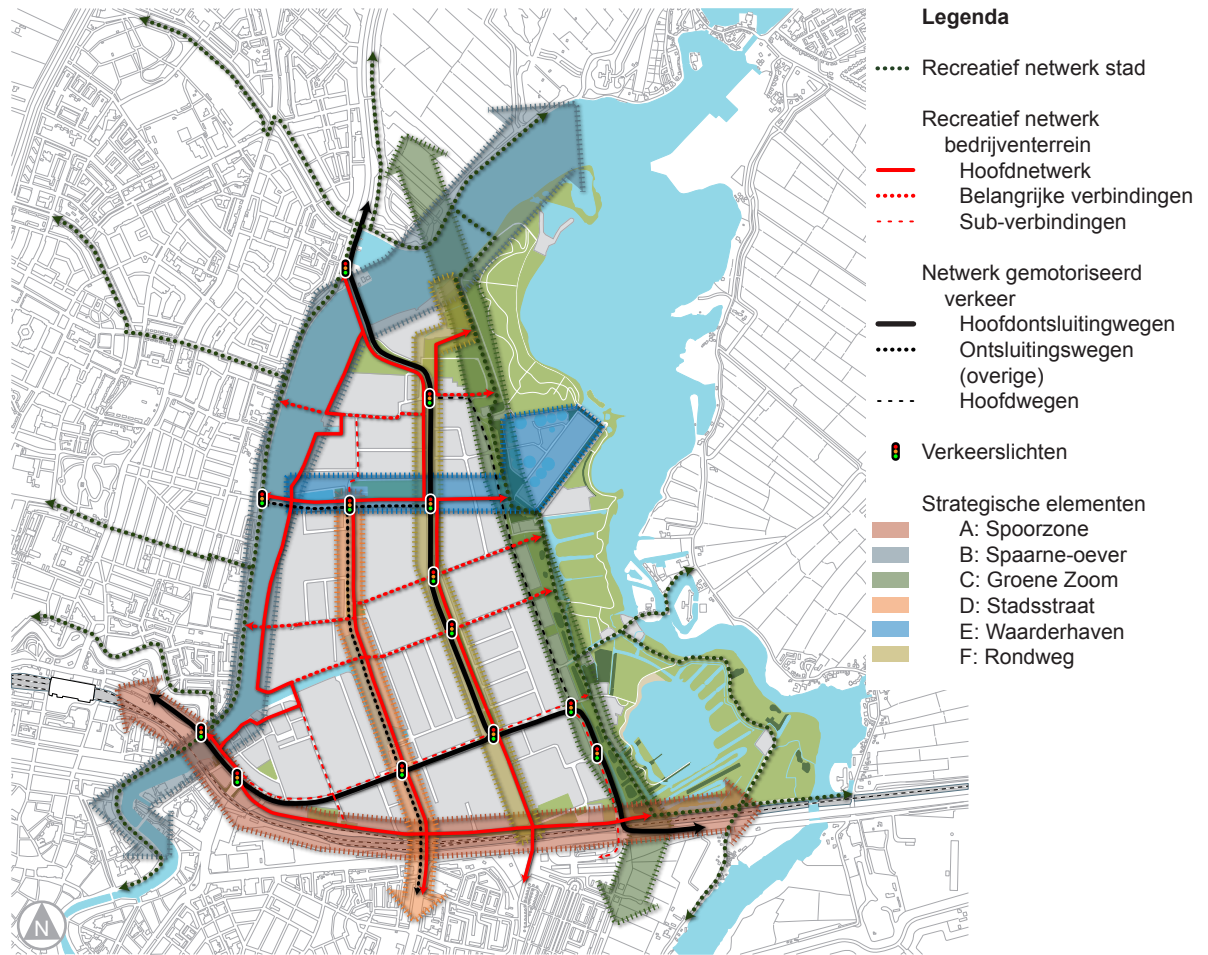 Legenda
Recreatief netwerk stad
Recreatief netwerk
bedrijventerrein
Hoofdnetwerk
Belangrijke verbindingen
Sub-verbindingen
Netwerk gemotoriseerd
verkeer
Hoofdontsluitingwegen
Ontsluitingswegen
(overige)
Hoofdwegen
Verkeerslichten
Strategische elementen
A: Spoorzone
B: Spaarne-oever
C: Groene Zoom
D: Stadsstraat
E: Waarderhaven
F: Rondweg
N